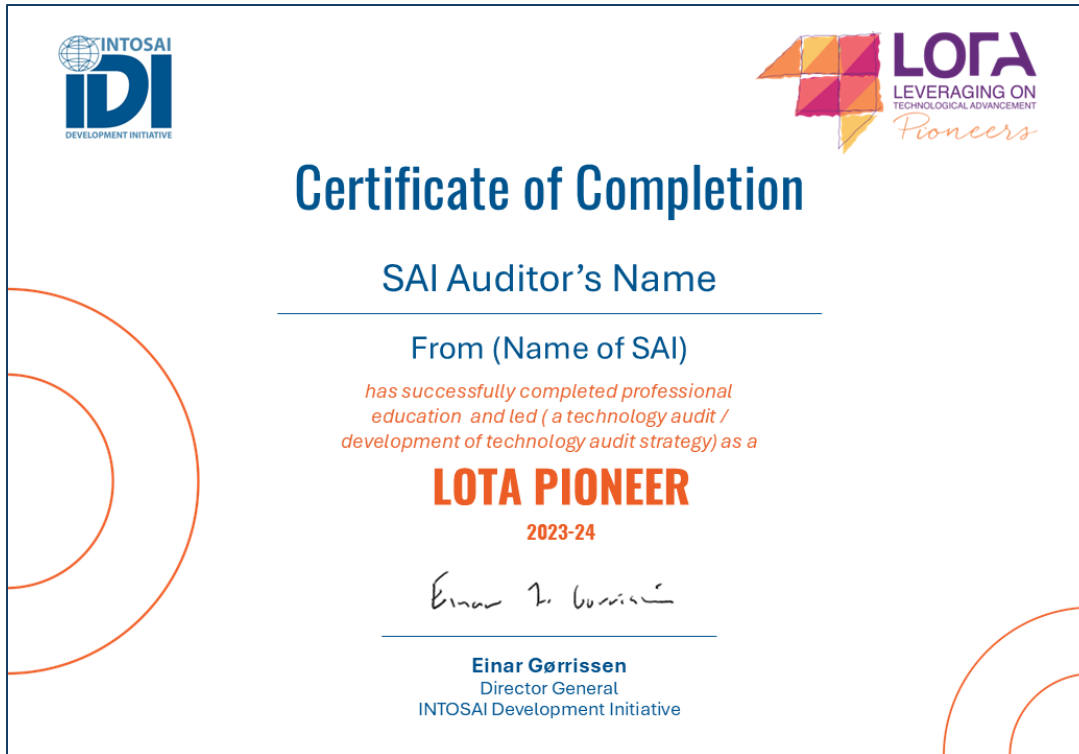 INTOSAI
IDI
DEVELOPMENT INITIATIVE
LOTA
LEVERAGING ON
TECHNOLOGICAL ADVANCEMENT
Pioneers
Certificate of Completion
SAI Auditor’s Name
From (Name of SAI)
has successfully completed professional
education and led ( a technology audit /
development of technology audit strategy) as a
LOTA PIONEER
2023-24
Einar Gørrissen
Director General
INTOSAI Development Initiative